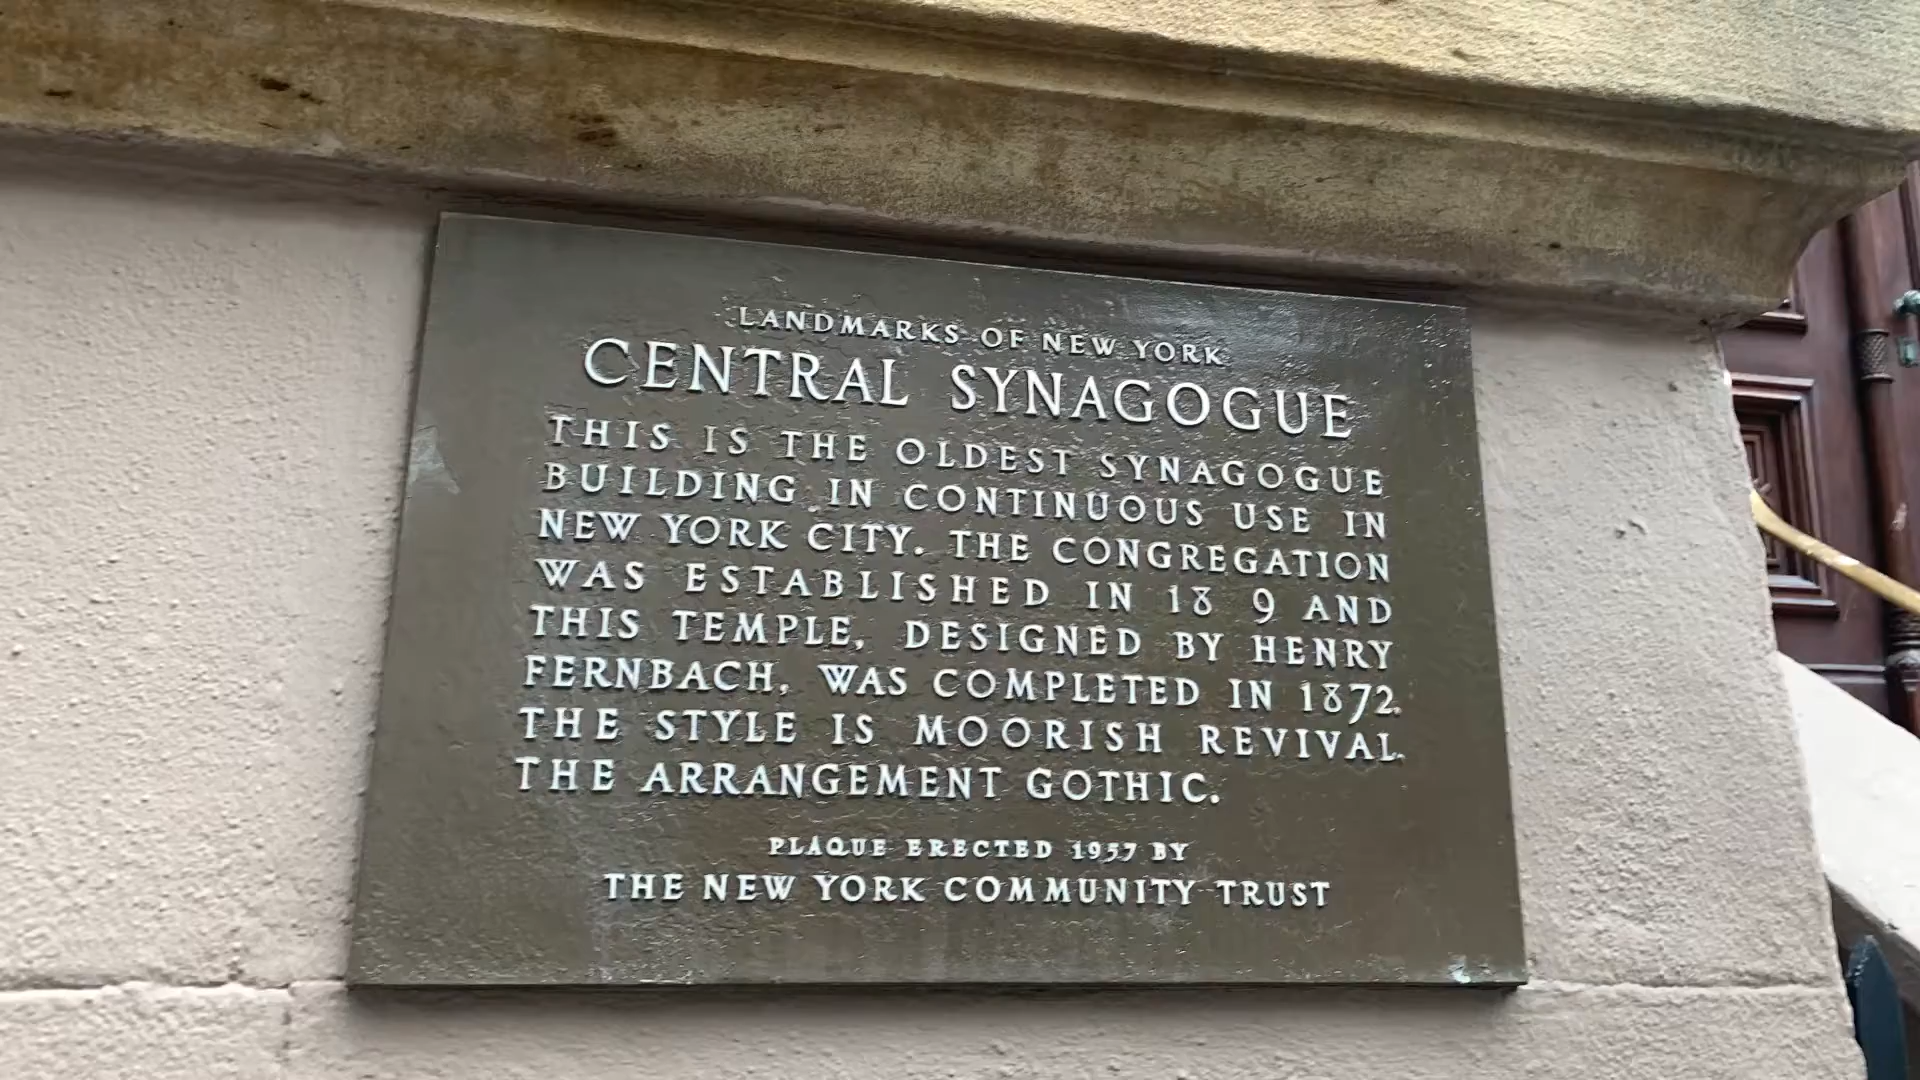 LANDMARKS OF NEW YORK
CENTRAL SYNAGOGUE
THIS IS THE OLDEST SYNAGOGUE
BUILDING IN CONTINUOUS USE IN
NEW YORK CITY. THE CONGREGATION
WAS ESTABLISHED IN 18 9 AND
THIS TEMPLE, DESIGNED BY HENRY
FERNBACH, WAS COMPLETED IN 1872.
THE STYLE IS MOORISH REVIVAL.
THE ARRANGEMENT GOTHIC.
PLAQUE ERECTED 1957 BY
THE NEW YORK COMMUNITY TRUST